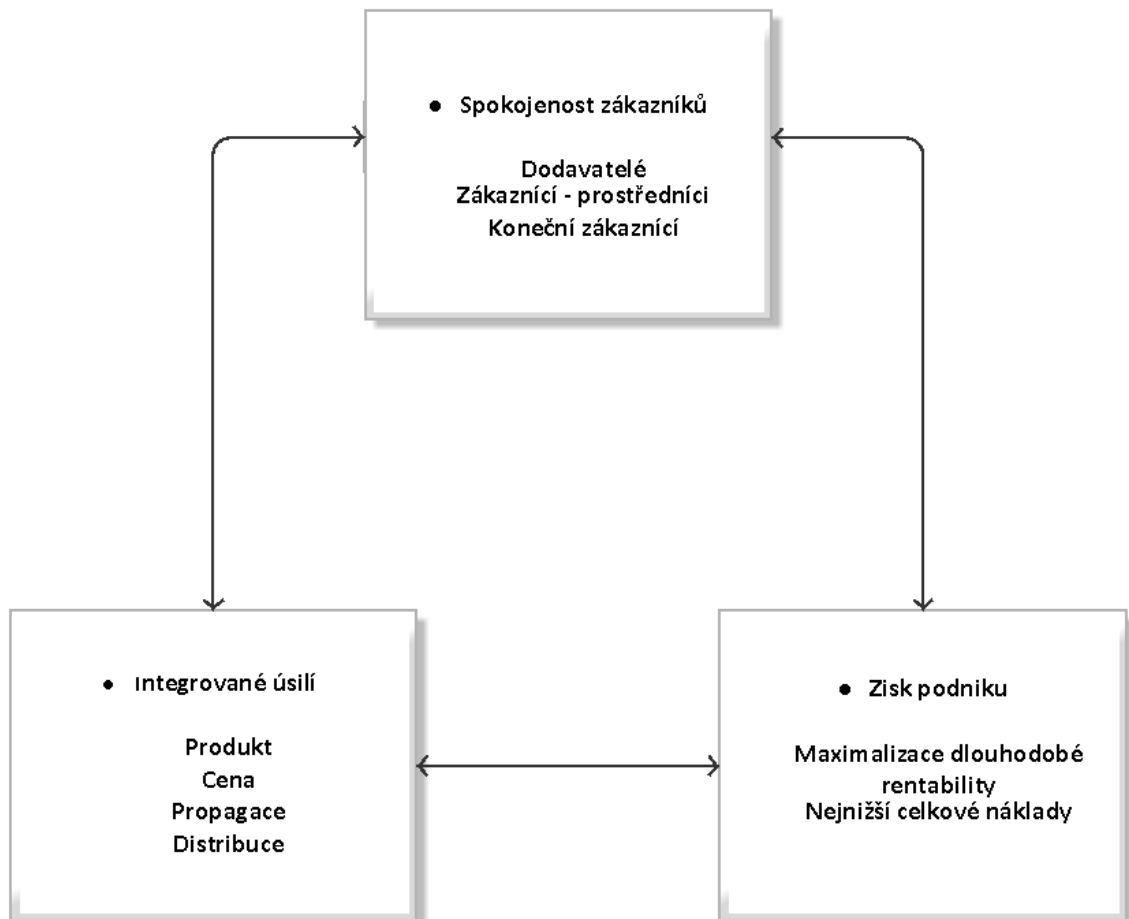 • Spokojenost zákazníků
Dodavatelé
Zákazníci - prostředníci
Koneční zákazníci
• Integrované úsilí
Produkt
Cena
Propagace
Distribuce
• Zisk podniku
Maximalizace dlouhodobé
rentability
Nejnižší celkové náklady